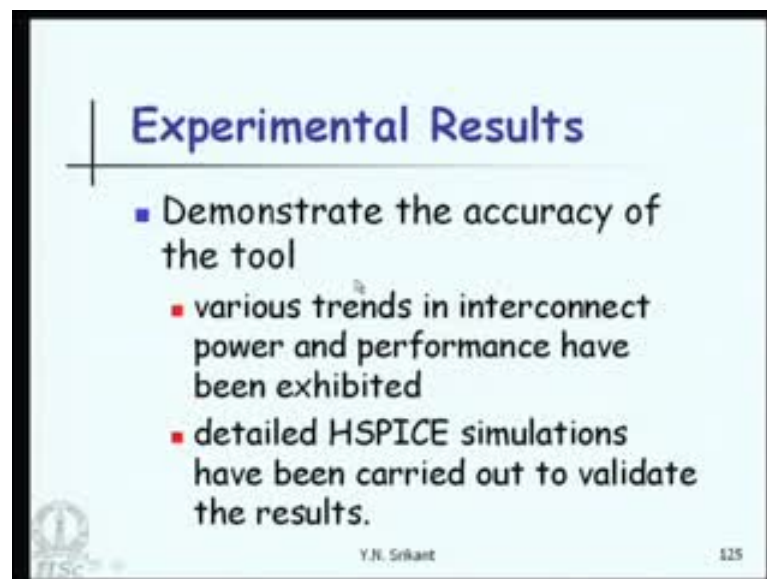 Experimental Results
Demonstrate the accuracy of
the tool
various trends in interconnect
power and performance have
been exhibited
detailed HSPICE simulations
have been carried out to validate
the results.
IISc
Y.N. Srikant
125